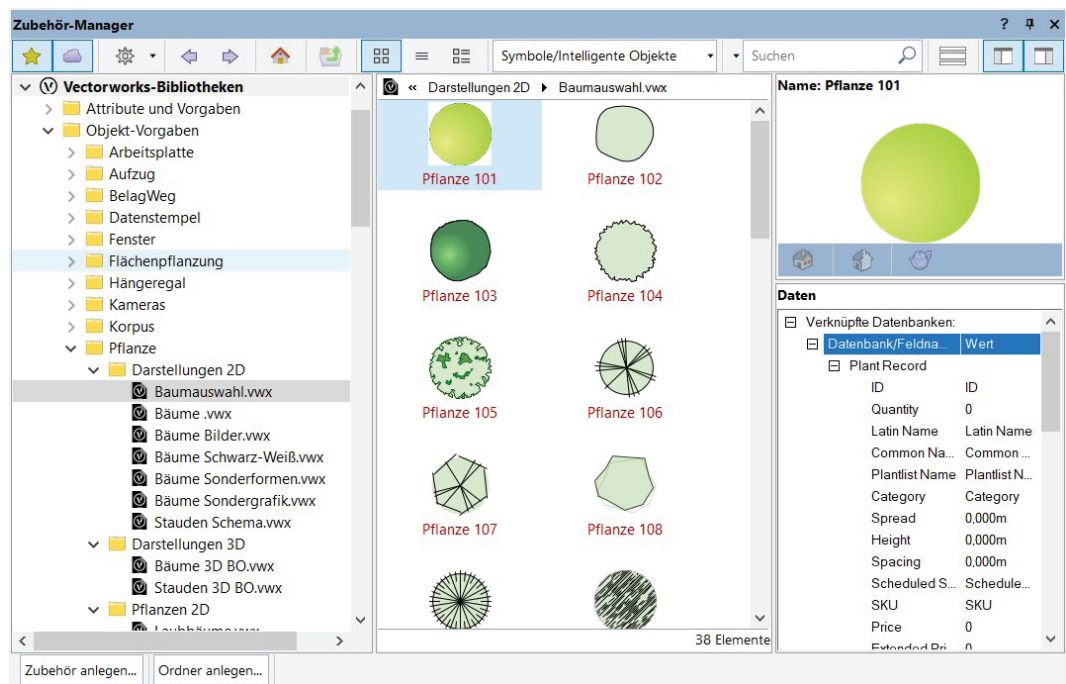 Zubehör-Manager
?
Symbole/Intelligente Objekte
Suchen
Vectorworks-Bibliotheken
Attribute und Vorgaben
Objekt-Vorgaben
Arbeitsplatte
Aufzug
BelagWeg
Datenstempel
Fenster
Flächenpflanzung
Hängeregal
Kameras
Korpus
Pflanze
Darstellungen 2D
Baumauswahl.vwx
Bäume .vwx
Bäume Bilder.vwx
Bäume Schwarz-Weiß.vwx
Bäume Sonderformen.vwx
Bäume Sondergrafik.vwx
Stauden Schema.vwx
Darstellungen 3D
Bäume 3D BO.vwx
Stauden 3D BO.vwx
Pflanzen 2D
Laubbäume.vwx
« Darstellungen 2D Baumauswahl.vwx
Pflanze 101 Pflanze 102
Pflanze 103 Pflanze 104
Pflanze 105 Pflanze 106
Pflanze 107 Pflanze 108
38 Elemente
Name: Pflanze 101
Daten
Verknüpfte Datenbanken:
Datenbank/Feldna... Wert
Plant Record
ID ID
Quantity 0
Latin Name Latin Name
Common Na... Common ...
Plantlist Name Plantlist N...
Category Category
Spread 0,000m
Height 0,000m
Spacing 0,000m
Scheduled S... Schedule...
SKU SKU
Price 0
Extended Pri... 0
Zubehör anlegen... Ordner anlegen...